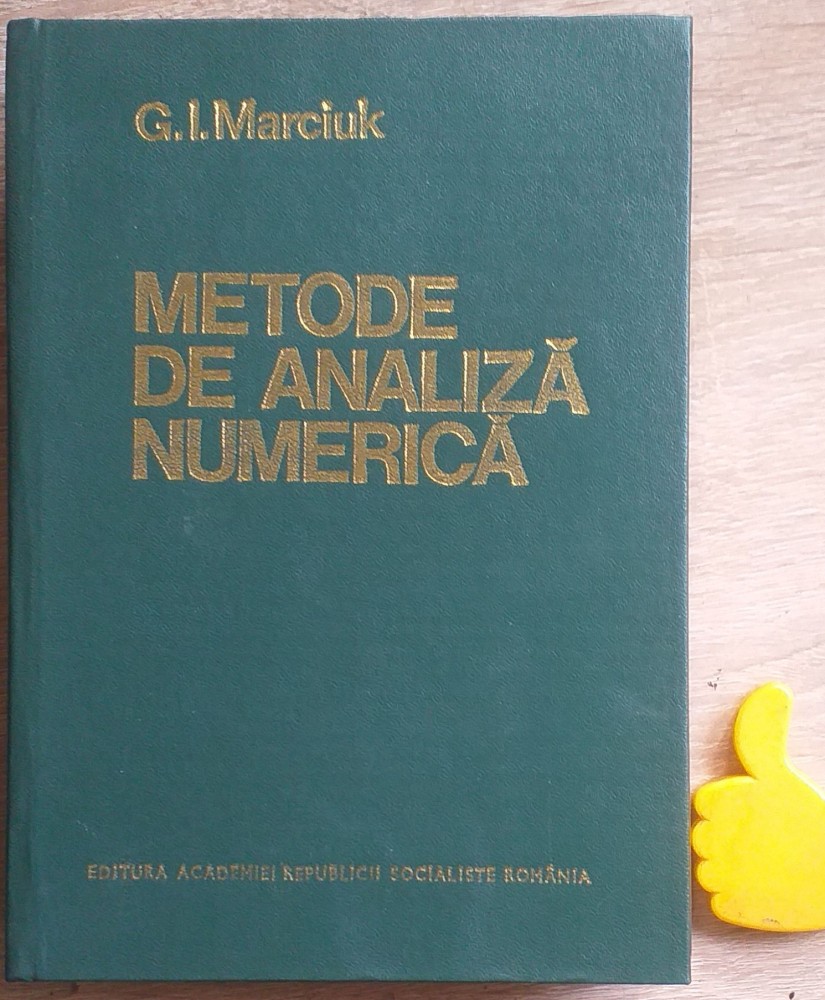 G.I.Marciuk
METODE
DE ANALIZĂ
NUMERICĂ
EDITURA ACADEMIEI REPUBLICII SOCIALISTE ROMÂNIA